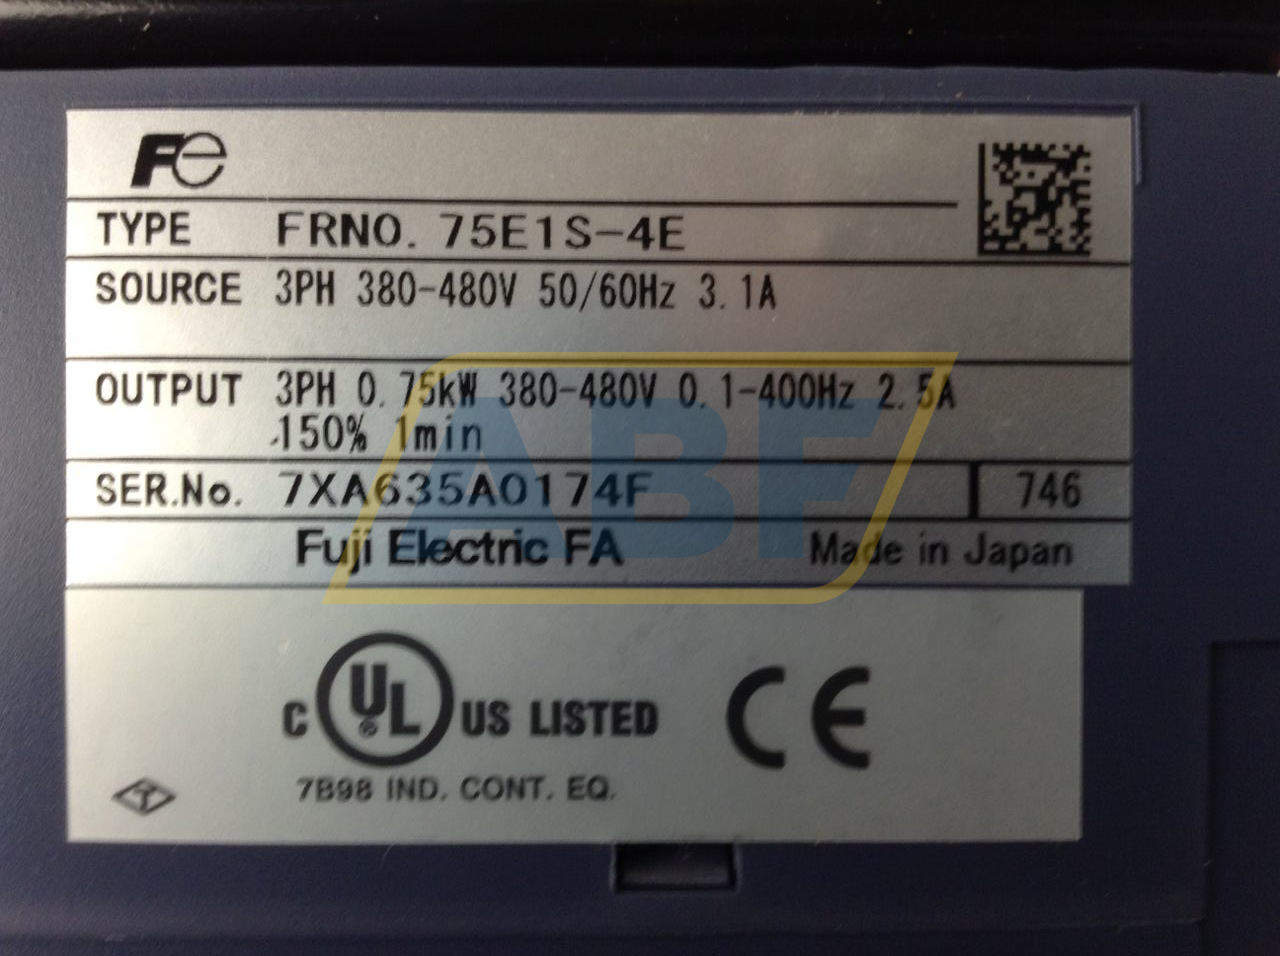 Fe
TYPE FRN0.75E1S-4E
SOURCE 3PH 380-480V 50/60Hz 3.1A
OUTPUT 3PH 0.75kW 380-480V 0.1-400Hz 2.5A
150% 1min
SER.No. 7XA635A0174F 746
Fuji Electric FA Made in Japan
ABF
C UL® US LISTED CE
7B98 IND. CONT. EQ.